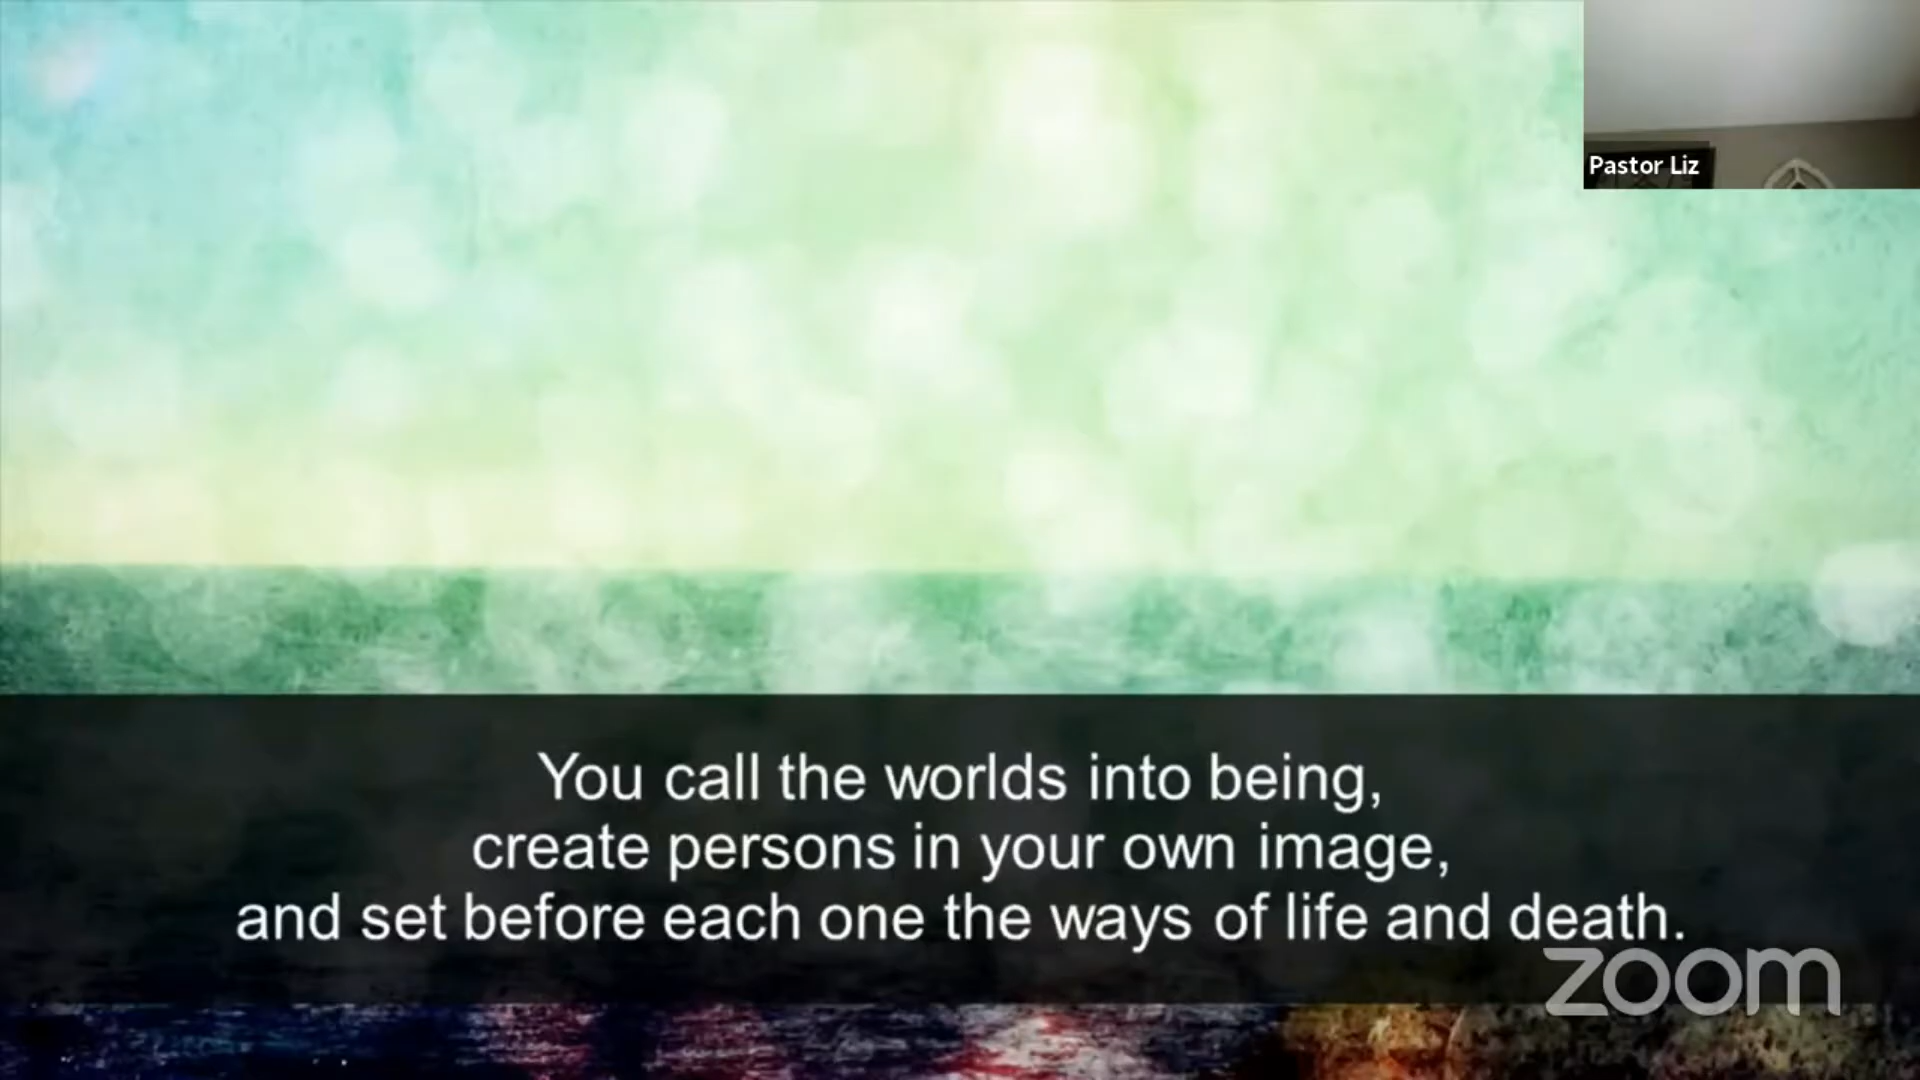 Pastor Liz
You call the worlds into being,
create persons in your own image,
and set before each one the ways of life and death.
zoom